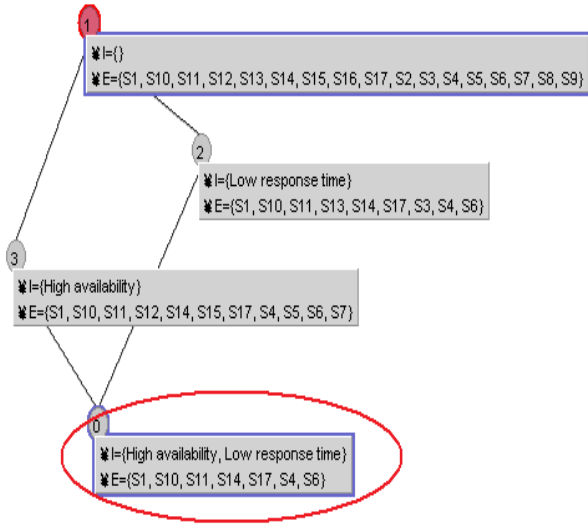 1
¥ I={}
¥ E={S1, S10, S11, S12, S13, S14, S15, S16, S17, S2, S3, S4, S5, S6, S7, S8, S9}
2
¥ I={Low response time}
¥ E={S1, S10, S11, S13, S14, S17, S3, S4, S6}
3
¥ I={High availability}
¥ E={S1, S10, S11, S12, S14, S15, S17, S4, S5, S6, S7}
0
¥ I={High availability, Low response time}
¥ E={S1, S10, S11, S14, S17, S4, S6}